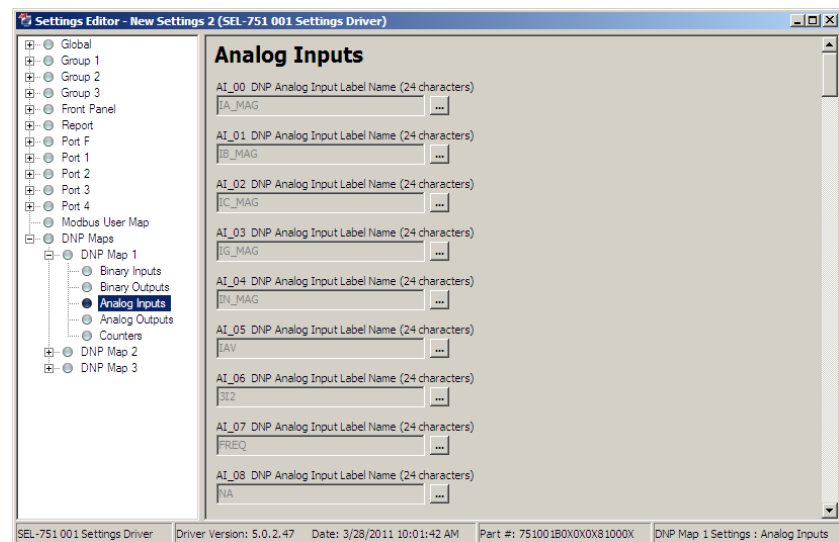 Settings Editor - New Settings 2 (SEL-751 001 Settings Driver)
Global
Group 1
Group 2
Group 3
Front Panel
Report
Port F
Port 1
Port 2
Port 3
Port 4
Modbus User Map
DNP Maps
DNP Map 1
Binary Inputs
Binary Outputs
Analog Inputs
Analog Outputs
Counters
DNP Map 2
DNP Map 3
Analog Inputs
AI_00 DNP Analog Input Label Name (24 characters)
IA_MAG ...
AI_01 DNP Analog Input Label Name (24 characters)
IB_MAG ...
AI_02 DNP Analog Input Label Name (24 characters)
IC_MAG ...
AI_03 DNP Analog Input Label Name (24 characters)
IG_MAG ...
AI_04 DNP Analog Input Label Name (24 characters)
IN_MAG ...
AI_05 DNP Analog Input Label Name (24 characters)
IAV ...
AI_06 DNP Analog Input Label Name (24 characters)
3I2 ...
AI_07 DNP Analog Input Label Name (24 characters)
FREQ ...
AI_08 DNP Analog Input Label Name (24 characters)
NA ...
SEL-751 001 Settings Driver Driver Version: 5.0.2.47 Date: 3/28/2011 10:01:42 AM Part #: 751001B0X0X0X81000X DNP Map 1 Settings : Analog Inputs